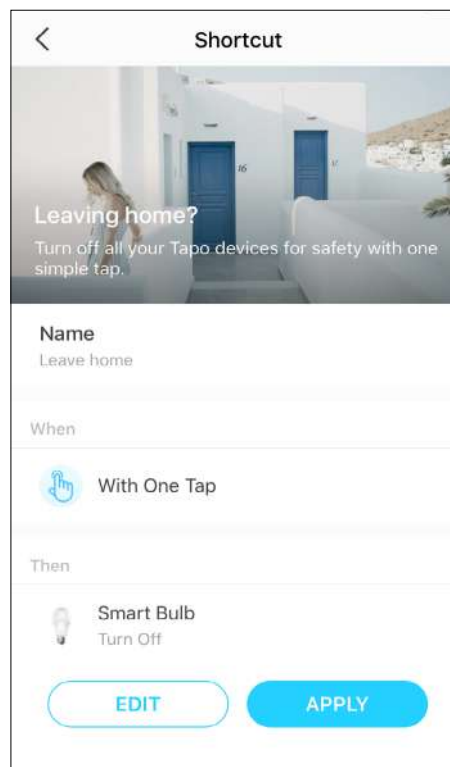 Shortcut
16
Leaving home?
Turn off all your Tapo devices for safety with one
simple tap.
Name
Leave home
When
With One Tap
Then
Smart Bulb
Turn Off
EDIT
APPLY